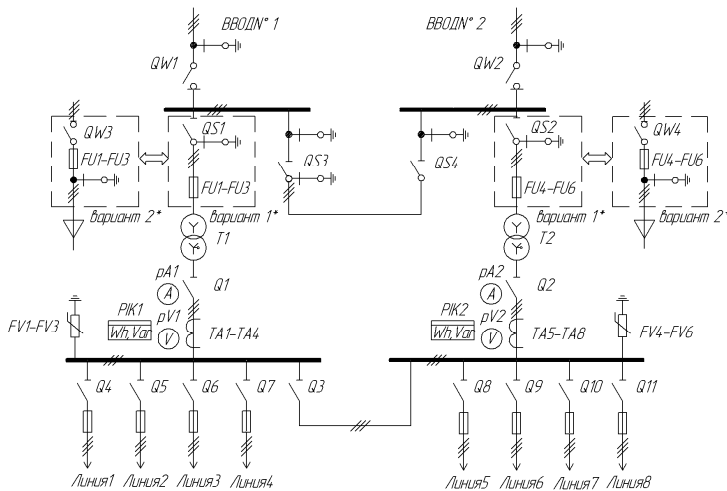 ВВОД№ 1
ВВОД№ 2
QW1
QW2
QW3
QS1
QS2
QW4
FU1-FU3
QS3
QS4
FU4-FU6
FU1-FU3
FU4-FU6
вариант 2*
вариант 1*
вариант 1*
вариант 2*
T1
T2
pA1
Q1
pA2
Q2
A
A
PIK1
pV1
PIK2
pV2
FV1-FV3
Wh,Var
V
TA1-TA4
Wh,Var
V
TA5-TA8
FV4-FV6
Q4
Q5
Q6
Q7
Q3
Q8
Q9
Q10
Q11
Линия1
Линия2
Линия3
Линия4
Линия5
Линия6
Линия7
Линия8